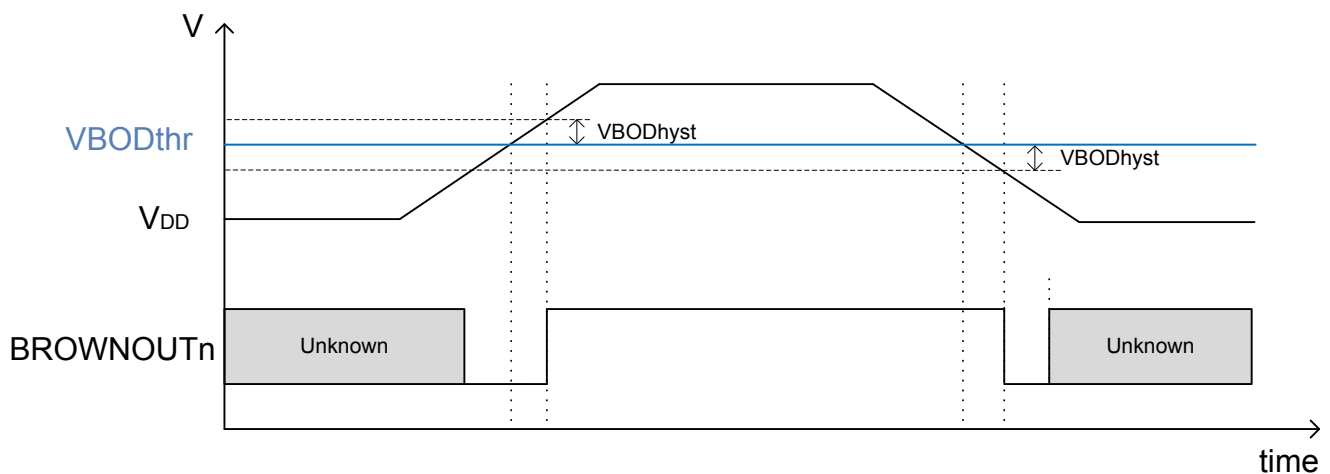 V
VBODthr
VBODhyst
VBODhyst
VDD
BROWNOUTn
Unknown
Unknown
time